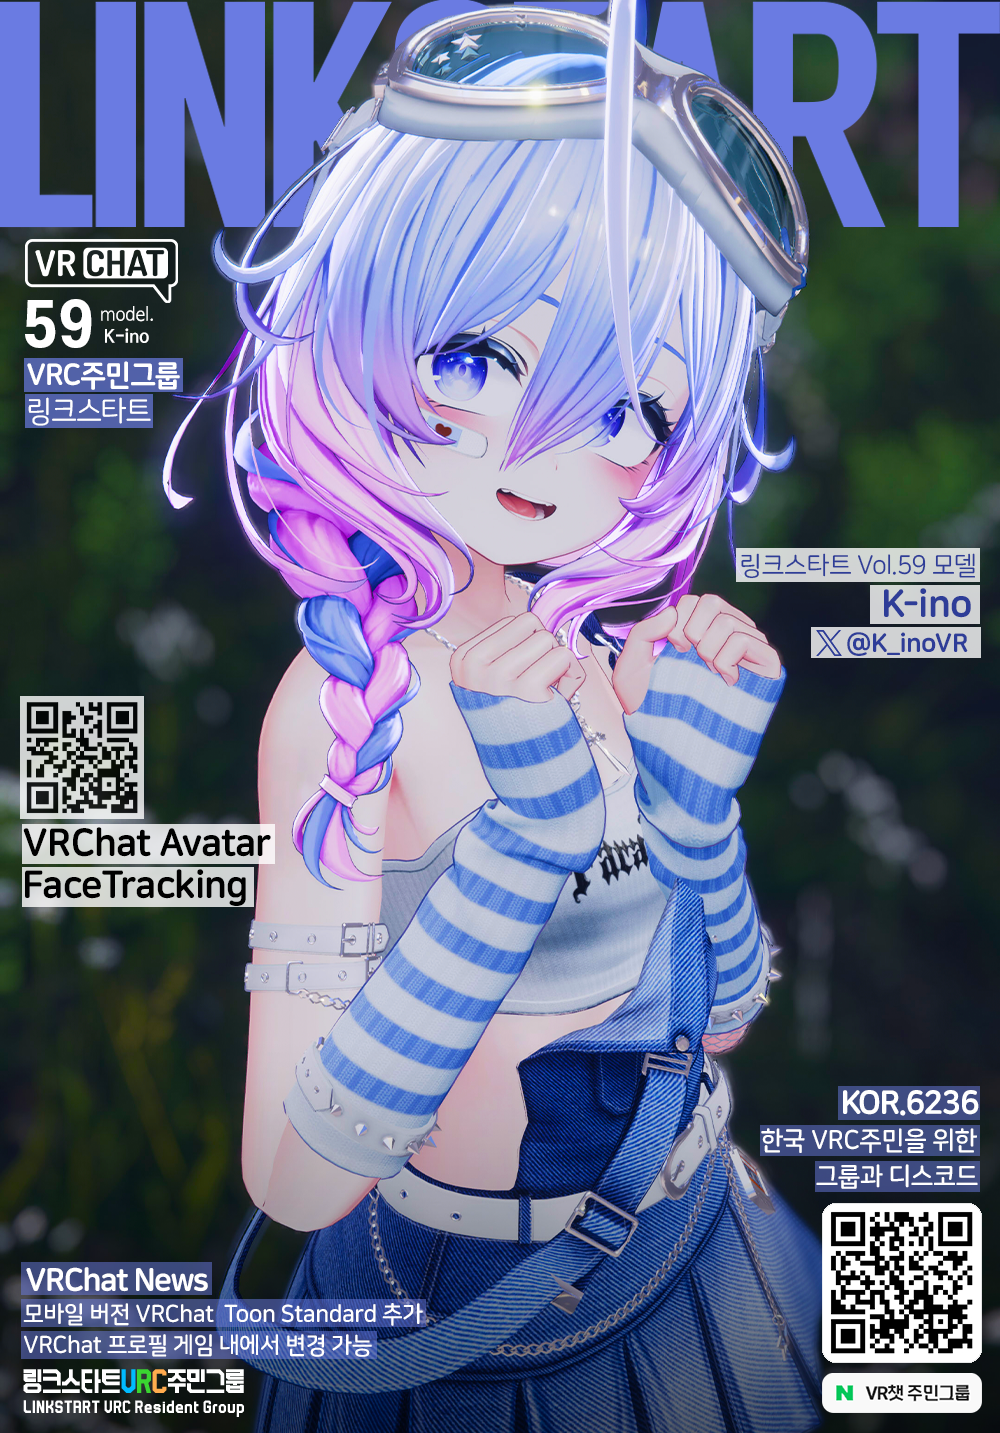 LINKSTART
VR CHAT
59 model.
K-ino
VRC주민그룹
링크스타트
링크스타트 Vol.59 모델
K-ino
X @K_inoVR
VRChat Avatar
FaceTracking
KOR.6236
한국 VRC주민을 위한
그룹과 디스코드
VRChat News
모바일 버전 VRChat Toon Standard 추가
VRChat 프로필 게임 내에서 변경 가능
링크스타트VRC주민그룹
LINKSTART VRC Resident Group
N VR챗 주민그룹